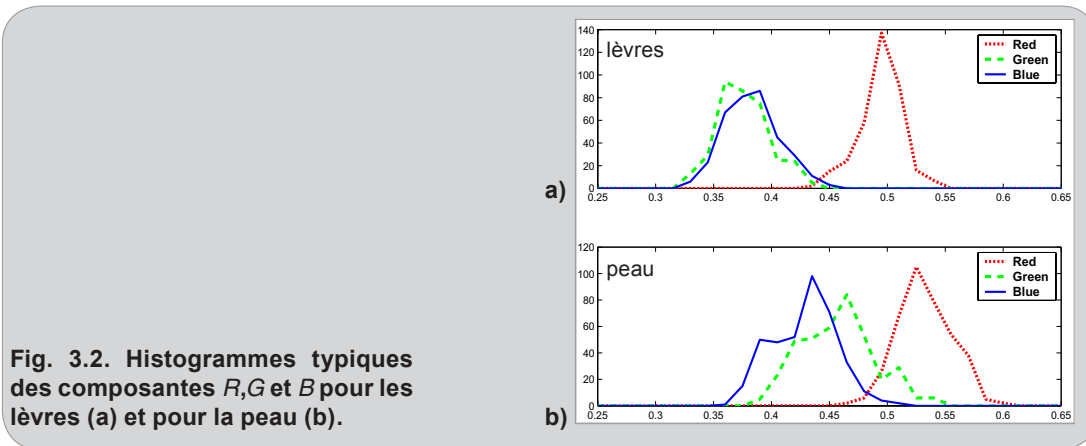 lèvres
Red
Green
Blue
140
120
100
80
60
40
20
0
0.25 0.3 0.35 0.4 0.45 0.5 0.55 0.6 0.65
a)
peau
Red
Green
Blue
120
100
80
60
40
20
0
0.25 0.3 0.35 0.4 0.45 0.5 0.55 0.6 0.65
b)
Fig. 3.2. Histogrammes typiques
des composantes R,G et B pour les
lèvres (a) et pour la peau (b).